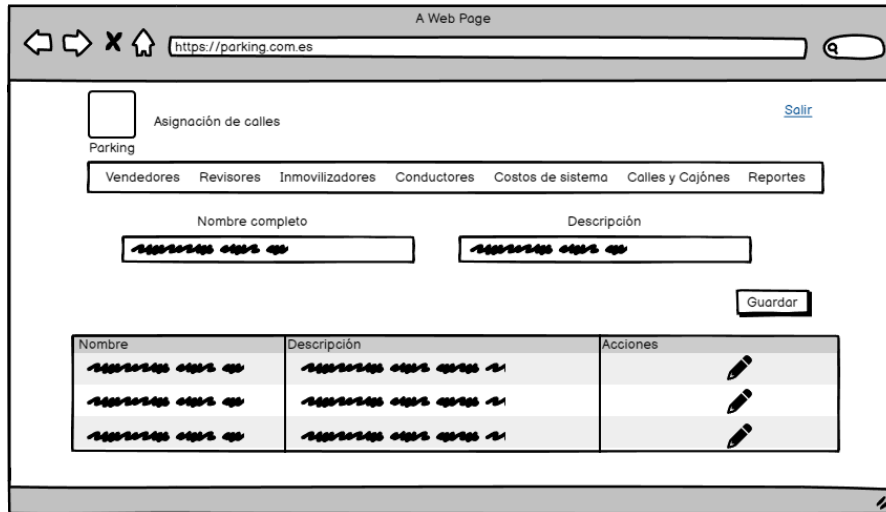 A Web Page
https://parking.com.es
Salir
Asignación de calles
Parking
Vendedores Revisores Inmovilizadores Conductores Costos de sistema Calles y Cajónes Reportes
Nombre completo Descripción
Guardar
Nombre Descripción Acciones